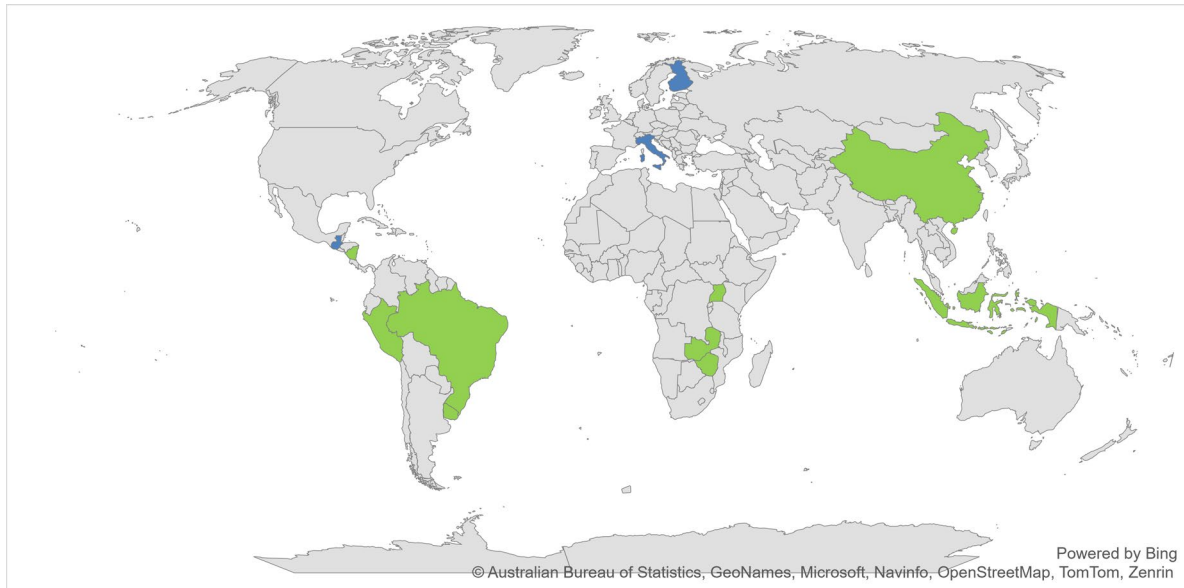 Powered by Bing
© Australian Bureau of Statistics, GeoNames, Microsoft, Navinfo, OpenStreetMap, TomTom, Zenrin